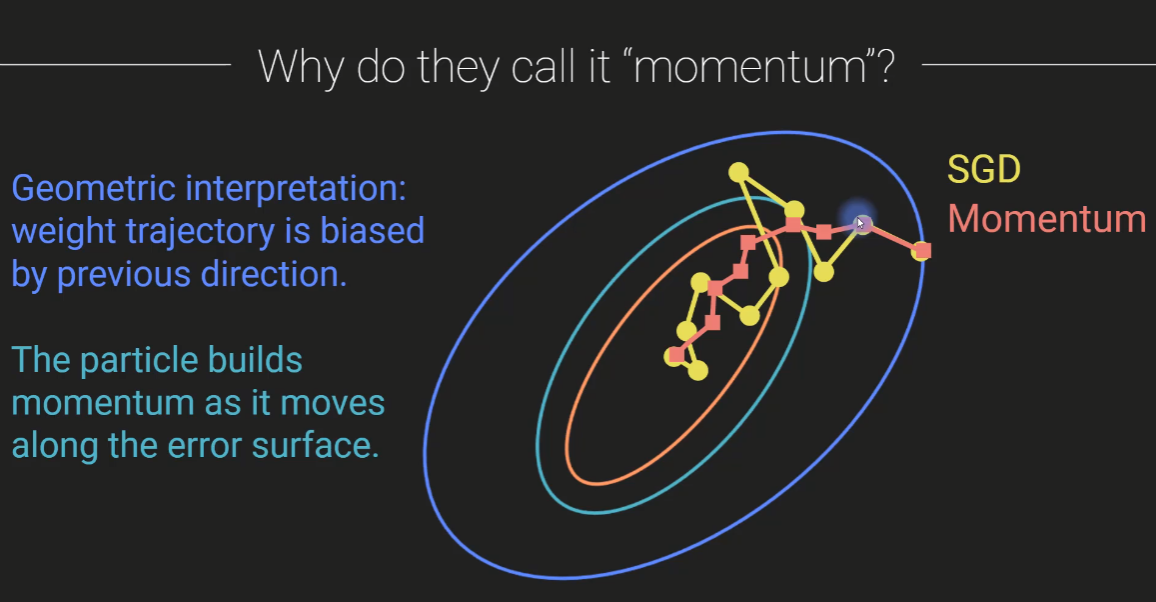 Why do they call it “momentum”?
Geometric interpretation:
weight trajectory is biased
by previous direction.
The particle builds
momentum as it moves
along the error surface.
SGD
Momentum